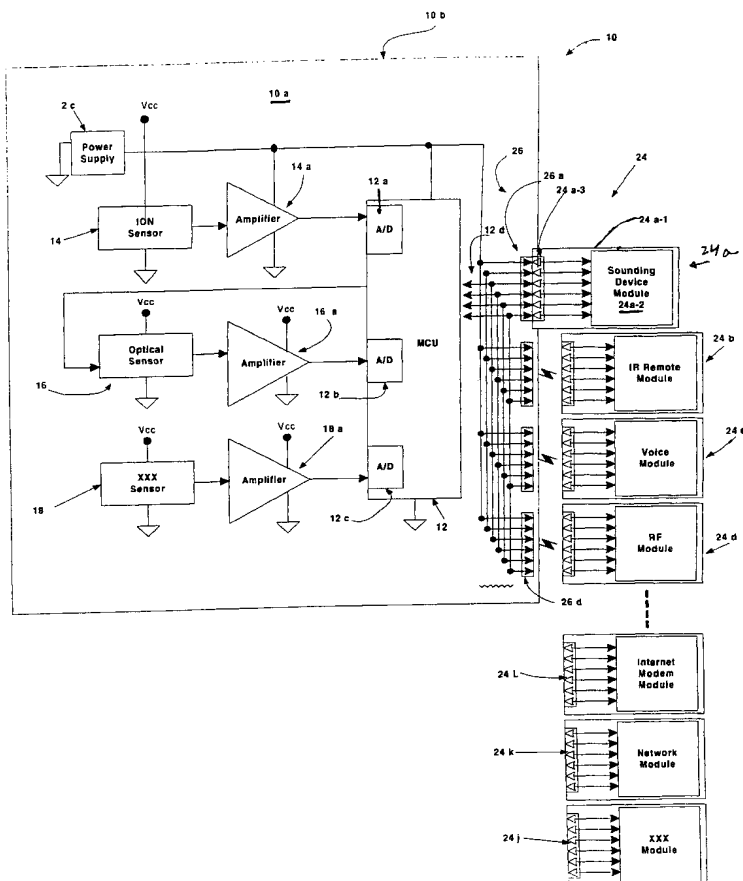 10 b
10
10 a
2 c
Vcc
Power
Supply
26
14 a
26 a
24 a-3
24
12 a
24 a-1
ION
Sensor
Amplifier
A/D
12 d
24 a
14
Sounding
Device
Module
24a-2
Vcc
Vcc
16 a
MCU
24 b
Optical
Sensor
Amplifier
A/D
IR Remote
Module
16
12 b
Vcc
Vcc
18 a
24 c
Voice
Module
XXX
Sensor
Amplifier
A/D
18
12 c
12
RF
Module
24 d
26 d
24 L
Internet
Modem
Module
24 k
Network
Module
24 j
XXX
Module